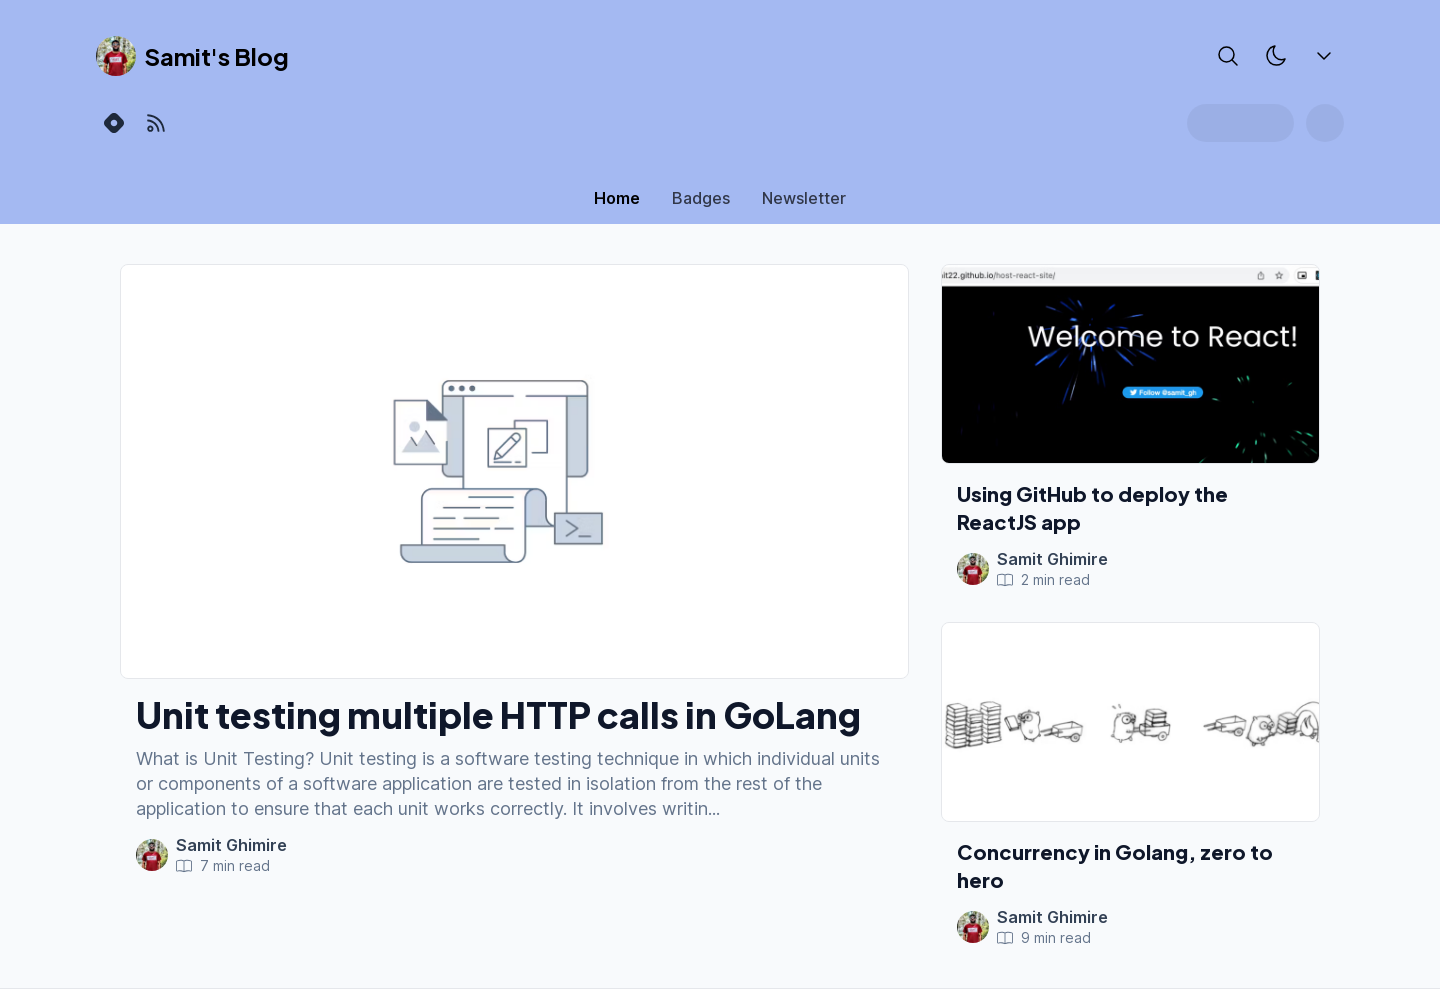 Samit's Blog
Home
Badges
Newsletter
Unit testing multiple HTTP calls in GoLang
What is Unit Testing? Unit testing is a software testing technique in which individual units
or components of a software application are tested in isolation from the rest of the
application to ensure that each unit works correctly. It involves writin...
Samit Ghimire
7 min read
it22.github.io/host-react-site/
Welcome to React!
Follow @samit_gh
Using GitHub to deploy the
ReactJS app
Samit Ghimire
2 min read
Concurrency in Golang, zero to
hero
Samit Ghimire
9 min read